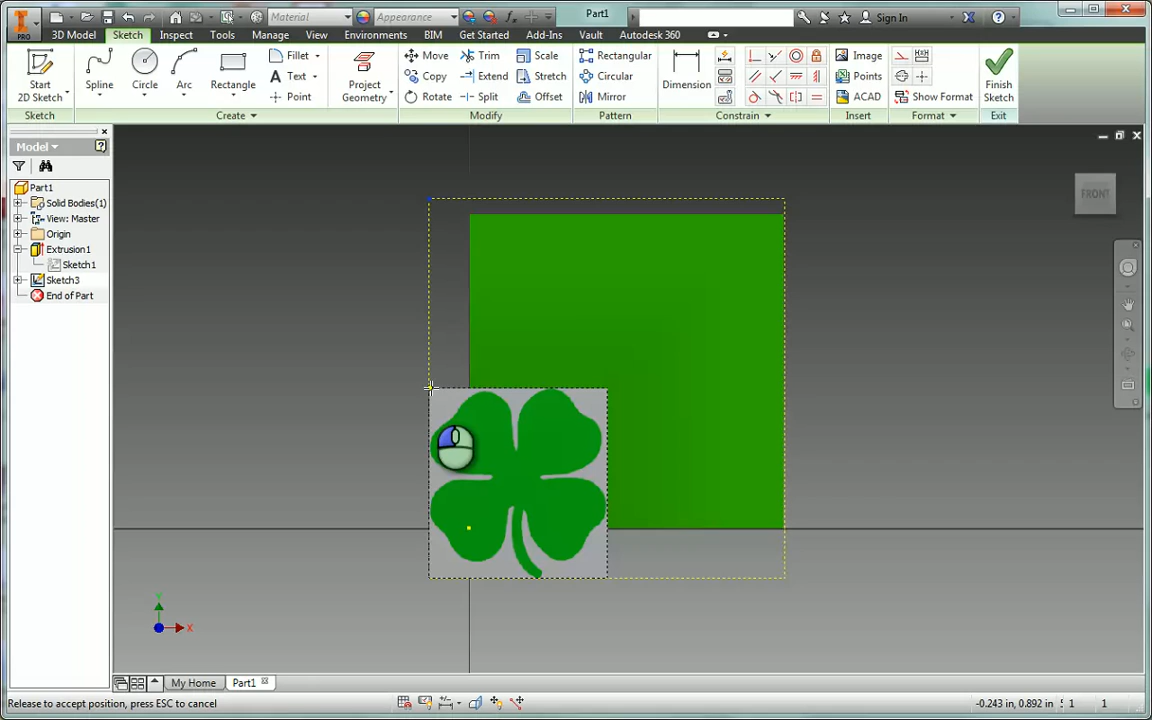 Material Appearance Part1 Sign In
PRO 3D Model Sketch Inspect Tools Manage View Environments BIM Get Started Add-Ins Vault Autodesk 360
Start 2D Sketch Spline Circle Arc Rectangle Fillet Text Point Project Geometry Move Copy Rotate Trim Extend Split Scale Stretch Offset Rectangular Circular Mirror Dimension Image Points ACAD Show Format Finish Sketch
Sketch Create Modify Pattern Constrain Insert Format Exit
Model
Part1
Solid Bodies(1)
View: Master
Origin
Extrusion1
Sketch1
Sketch3
End of Part
FRONT
Y
X
My Home Part1
Release to accept position, press ESC to cancel -0.243 in, 0.892 in 1 1